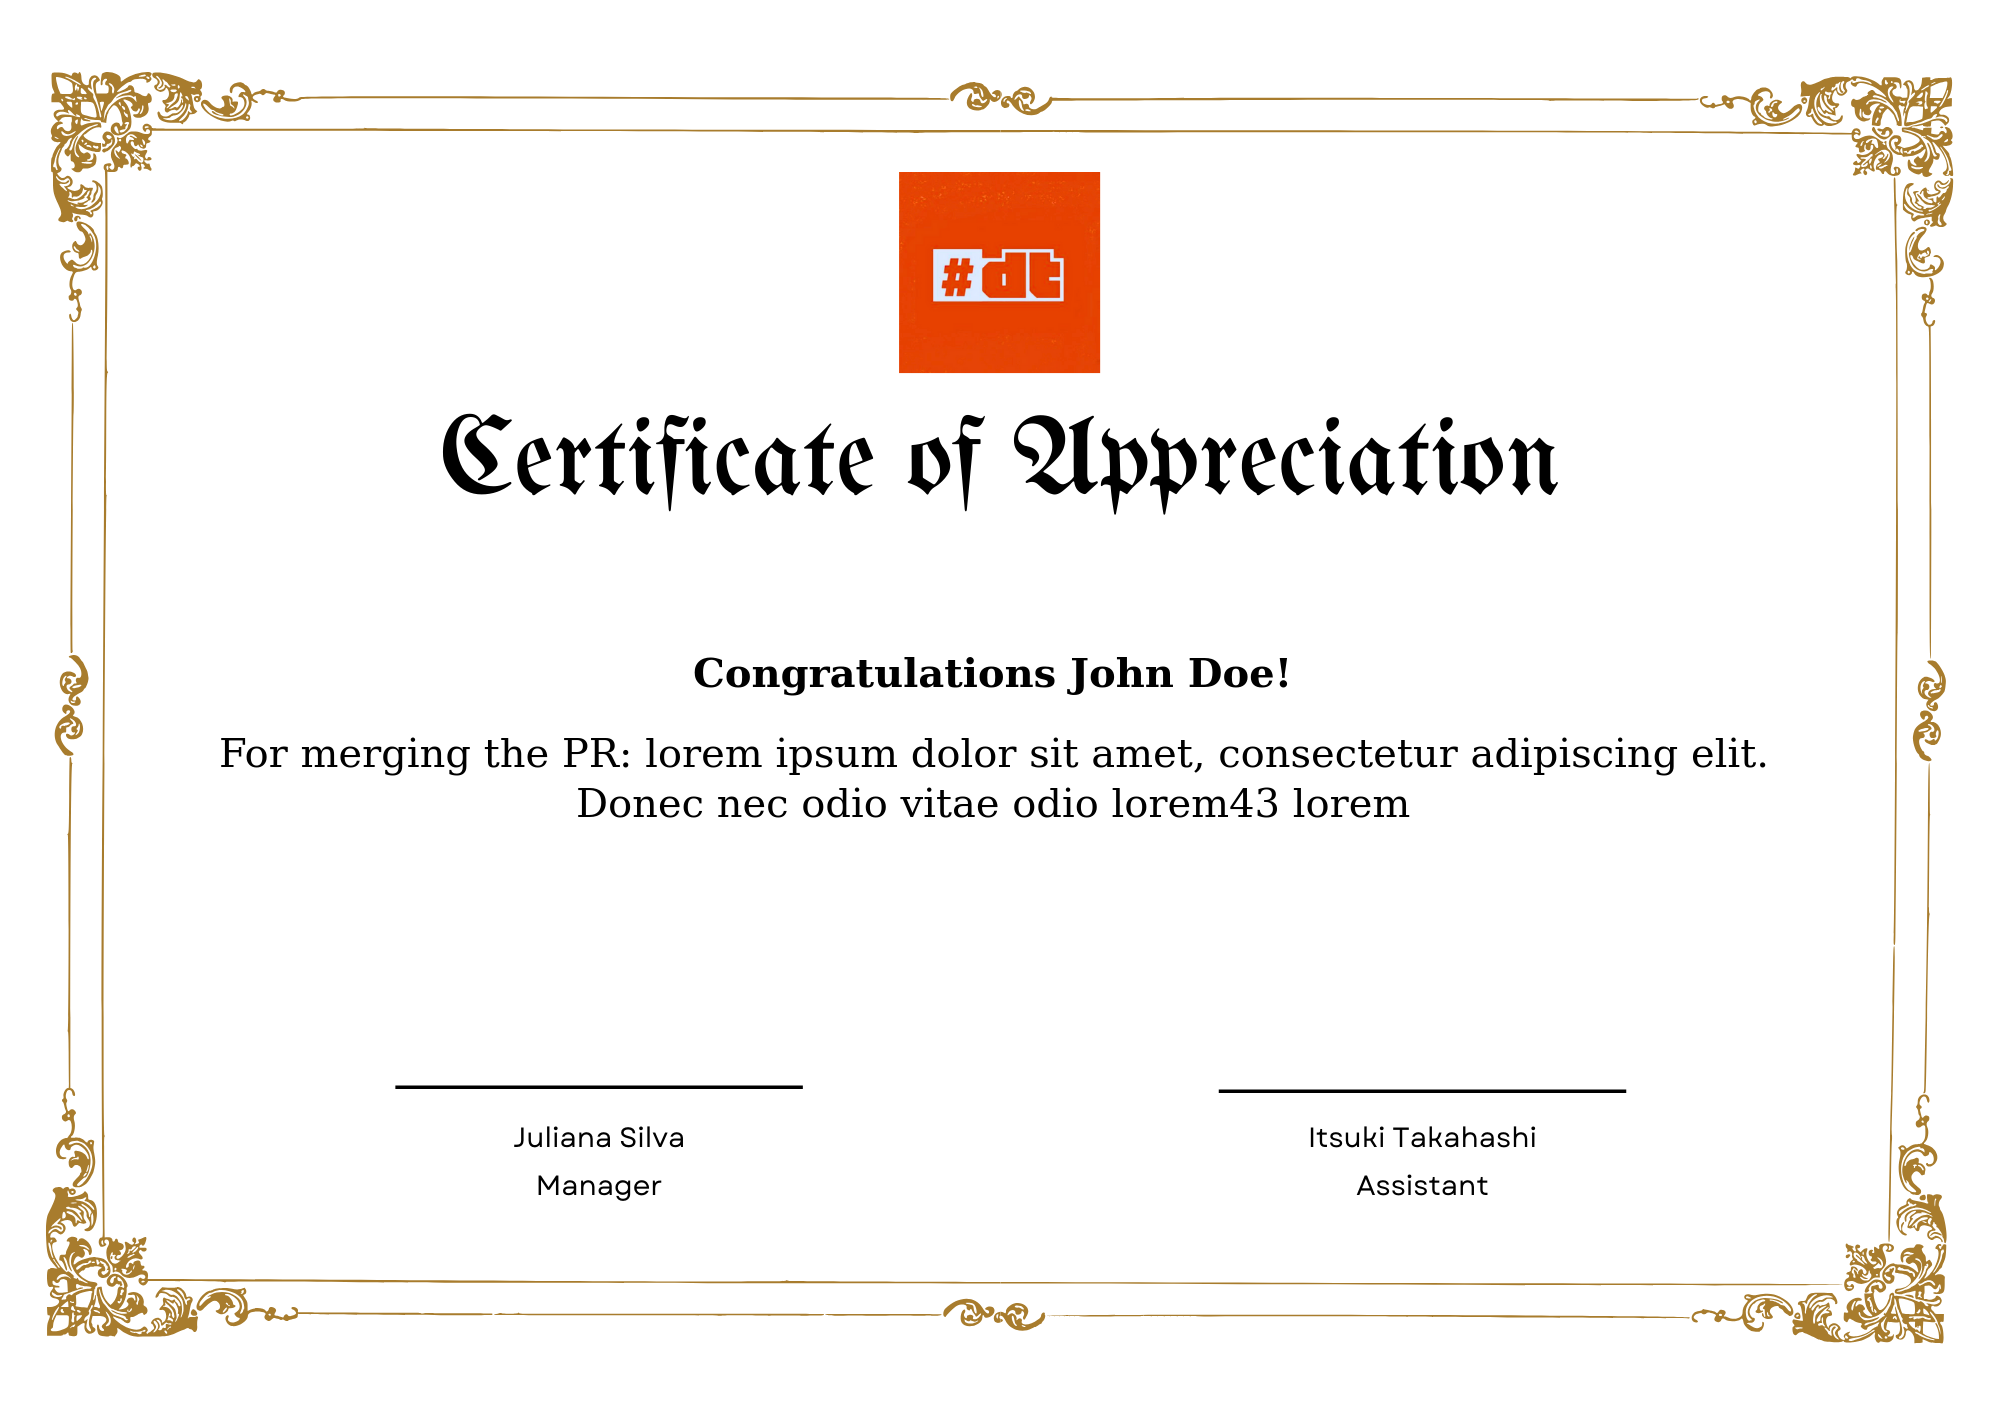 #dt
Certificate of Appreciation
Congratulations John Doe!
For merging the PR: lorem ipsum dolor sit amet, consectetur adipiscing elit.
Donec nec odio vitae odio lorem43 lorem
Juliana Silva
Manager
Itsuki Takahashi
Assistant